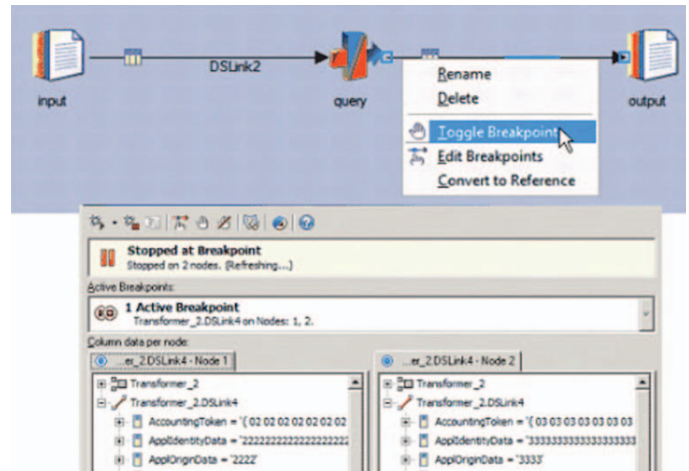 DSLink2
input
query
output
Rename
Delete
Toggle Breakpoint
Edit Breakpoints
Convert to Reference
Stopped at Breakpoint
Stopped on 2 nodes. (Refreshing...)
Active Breakpoints:
1 Active Breakpoint
Transformer_2.DSLink4 on Nodes: 1, 2.
Column data per node:
...er_2.DSLink4 - Node 1
Transformer_2
Transformer_2.DSLink4
AccountingToken = '{ 02 02 02 02 02 02 02
ApplIdentityData = '2222222222222222222222
ApplOriginData = '2222'
...er_2.DSLink4 - Node 2
Transformer_2
Transformer_2.DSLink4
AccountingToken = '{ 03 03 03 03 03 03 03
ApplIdentityData = '3333333333333333333333
ApplOriginData = '3333'